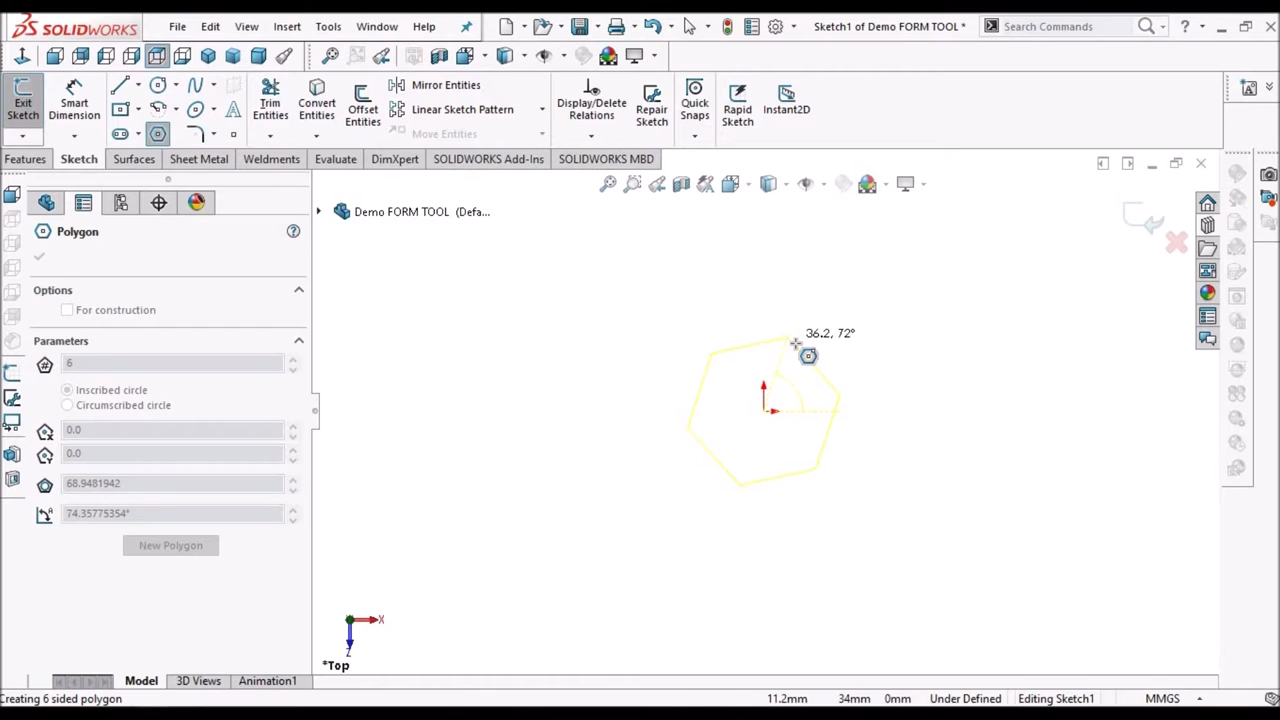 SOLIDWORKS File Edit View Insert Tools Window Help Sketch1 of Demo FORM TOOL * Search Commands ?
Exit Sketch
Smart Dimension
Trim Entities
Convert Entities
Offset Entities
Mirror Entities
Linear Sketch Pattern
Move Entities
Display/Delete Relations
Repair Sketch
Quick Snaps
Rapid Sketch
Instant2D
Features Sketch Surfaces Sheet Metal Weldments Evaluate DimXpert SOLIDWORKS Add-Ins SOLIDWORKS MBD
Demo FORM TOOL (Defa...
Polygon
Options
For construction
Parameters
6
Inscribed circle
Circumscribed circle
0.0
0.0
68.9481942
74.35775354°
New Polygon
36.2, 72°
X
Z
*Top
Model 3D Views Animation1
Creating 6 sided polygon 11.2mm 34mm 0mm Under Defined Editing Sketch1 MMGS